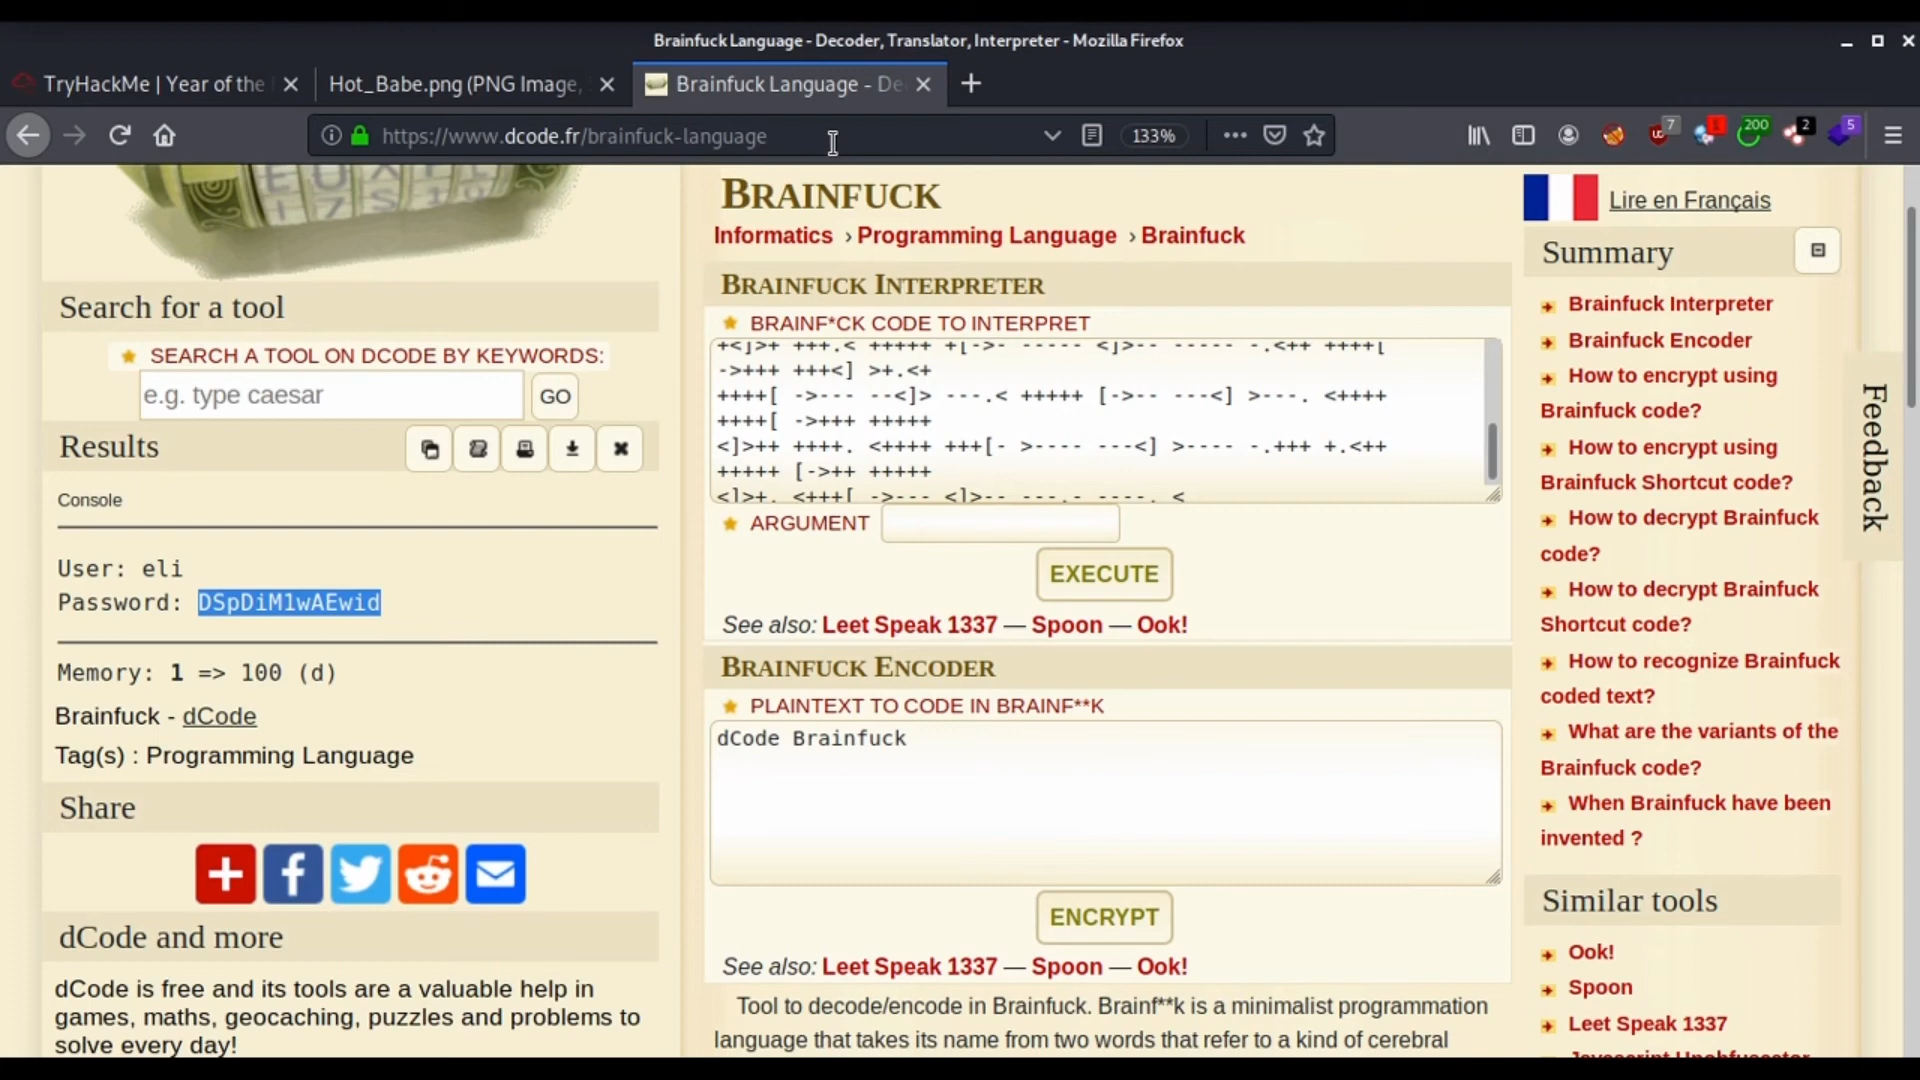 Brainfuck Language - Decoder, Translator, Interpreter - Mozilla Firefox
TryHackMe | Year of the
Hot_Babe.png (PNG Image,
Brainfuck Language - De
https://www.dcode.fr/brainfuck-language
133%
7
200
2
5
Search for a tool
SEARCH A TOOL ON DCODE BY KEYWORDS:
e.g. type caesar
GO
Results
Console
User: eli
Password: DSpDiM1wAEwid
Memory: 1 => 100 (d)
Brainfuck - dCode
Tag(s) : Programming Language
Share
dCode and more
dCode is free and its tools are a valuable help in
games, maths, geocaching, puzzles and problems to
solve every day!
BRAINFUCK
Informatics › Programming Language › Brainfuck
BRAINFUCK INTERPRETER
BRAINF*CK CODE TO INTERPRET
+<]>+ +++.< +++++ +[->- ----- <]>-- ----- -.<++ ++++[
->+++ +++<] >+.<+
++++[ ->--- --<]> ---.< +++++ [->-- ---<] >---. <++++
++++[ ->+++ +++++
<]>++ ++++. <++++ +++[- >---- ---<] >---- -.+++ +.<++
+++++ [->++ +++++
<]>+. <+++[ ->--- <]>-- ---.- ----. <
ARGUMENT
EXECUTE
See also: Leet Speak 1337 — Spoon — Ook!
BRAINFUCK ENCODER
PLAINTEXT TO CODE IN BRAINF**K
dCode Brainfuck
ENCRYPT
See also: Leet Speak 1337 — Spoon — Ook!
Tool to decode/encode in Brainfuck. Brainf**k is a minimalist programmation
language that takes its name from two words that refer to a kind of cerebral
Lire en Français
Summary
Brainfuck Interpreter
Brainfuck Encoder
How to encrypt using
Brainfuck code?
How to encrypt using
Brainfuck Shortcut code?
How to decrypt Brainfuck
code?
How to decrypt Brainfuck
Shortcut code?
How to recognize Brainfuck
coded text?
What are the variants of the
Brainfuck code?
When Brainfuck have been
invented ?
Similar tools
Ook!
Spoon
Leet Speak 1337
Javascript Unobfuscator
Feedback